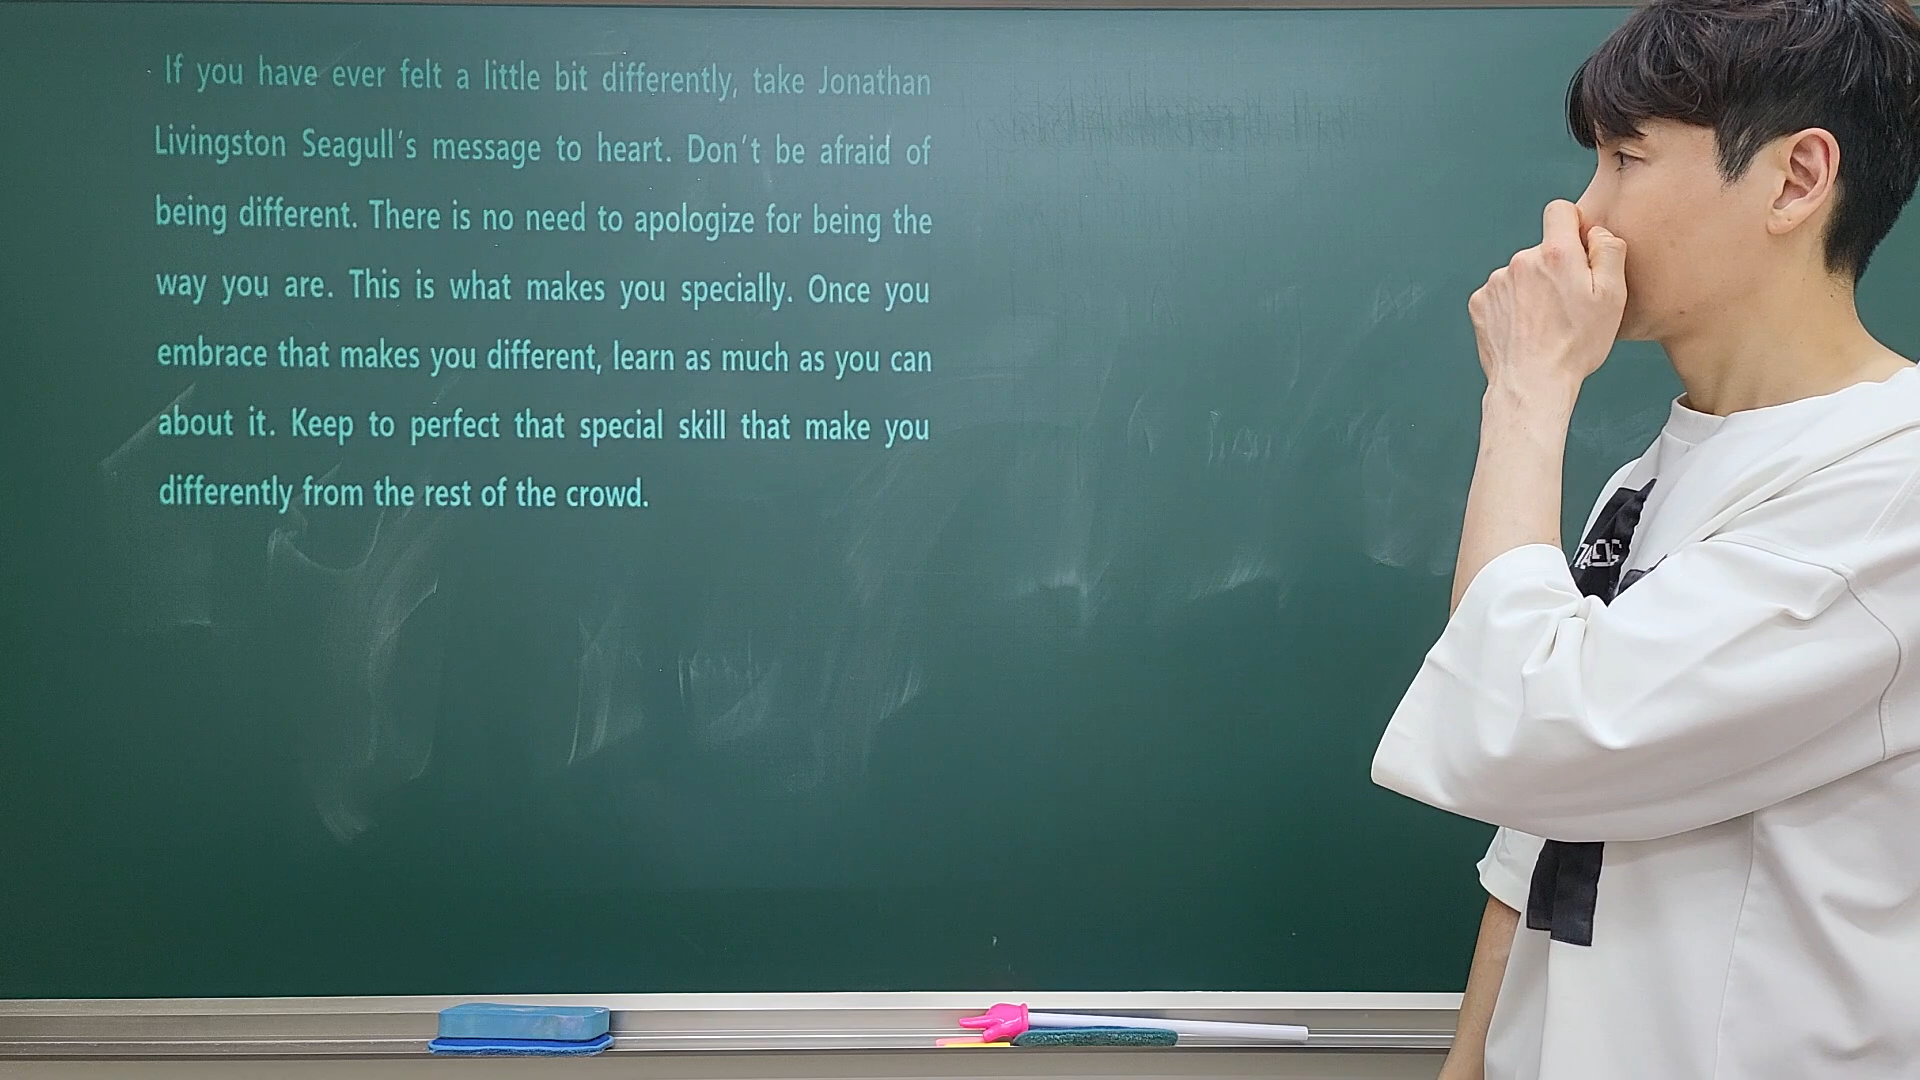 If you have ever felt a little bit differently, take Jonathan
Livingston Seagull's message to heart. Don't be afraid of
being different. There is no need to apologize for being the
way you are. This is what makes you specially. Once you
embrace that makes you different, learn as much as you can
about it. Keep to perfect that special skill that make you
differently from the rest of the crowd.